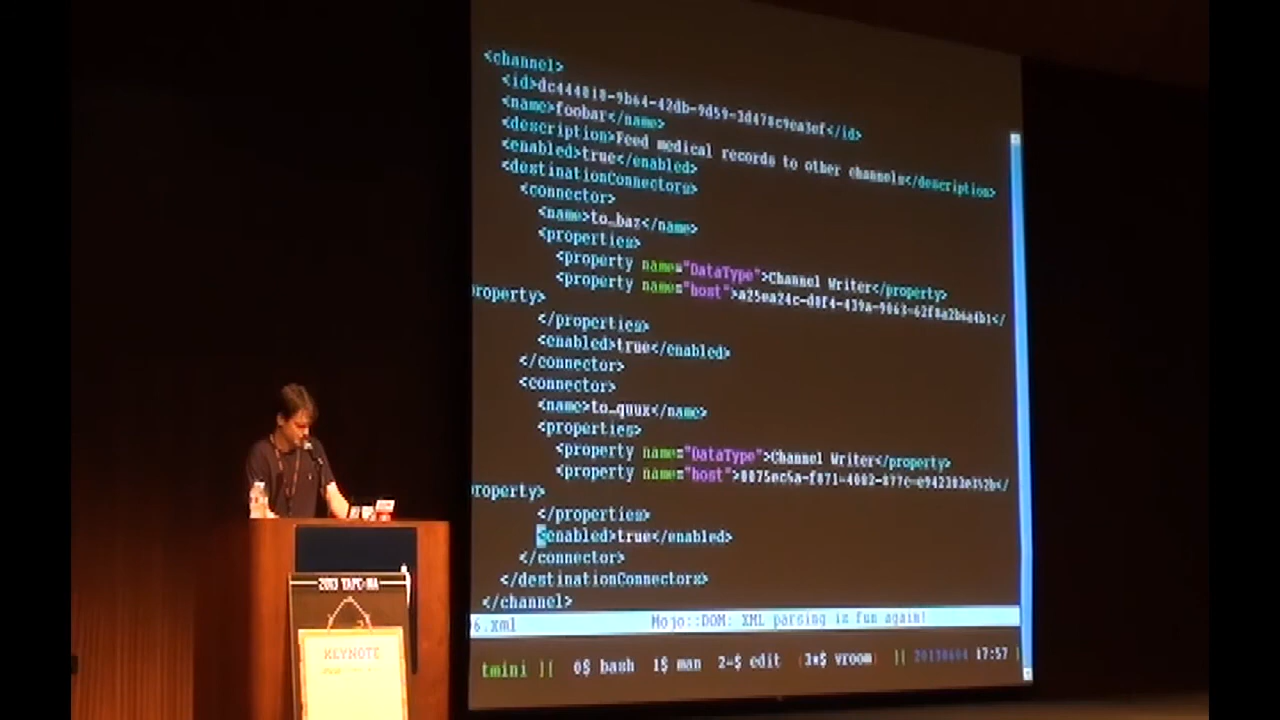 <channel>
<id>dc444818-9b64-42db-9d59-3d478c9ea3ef</id>
<name>foobar</name>
<description>Feed medical records to other channels</description>
<enabled>true</enabled>
<destinationConnectors>
<connector>
<name>to_baz</name>
<properties>
<property name="DataType">Channel Writer</property>
<property name="host">a25ea24c-d8f4-439a-9063-62f8a2b6a4b1</
property>
</properties>
<enabled>true</enabled>
</connector>
<connector>
<name>to_quux</name>
<properties>
<property name="DataType">Channel Writer</property>
<property name="host">
property>
</properties>
<enabled>true</enabled>
</connector>
</destinationConnectors>
</channel>
6.xml Mojo::DOM: XML parsing is fun again!
tmini ][ 0$ bash 1$ man 2-$ edit (3*$ vroom) ][ 20130604 17:57
2013 YAPC::NA
KEYNOTE